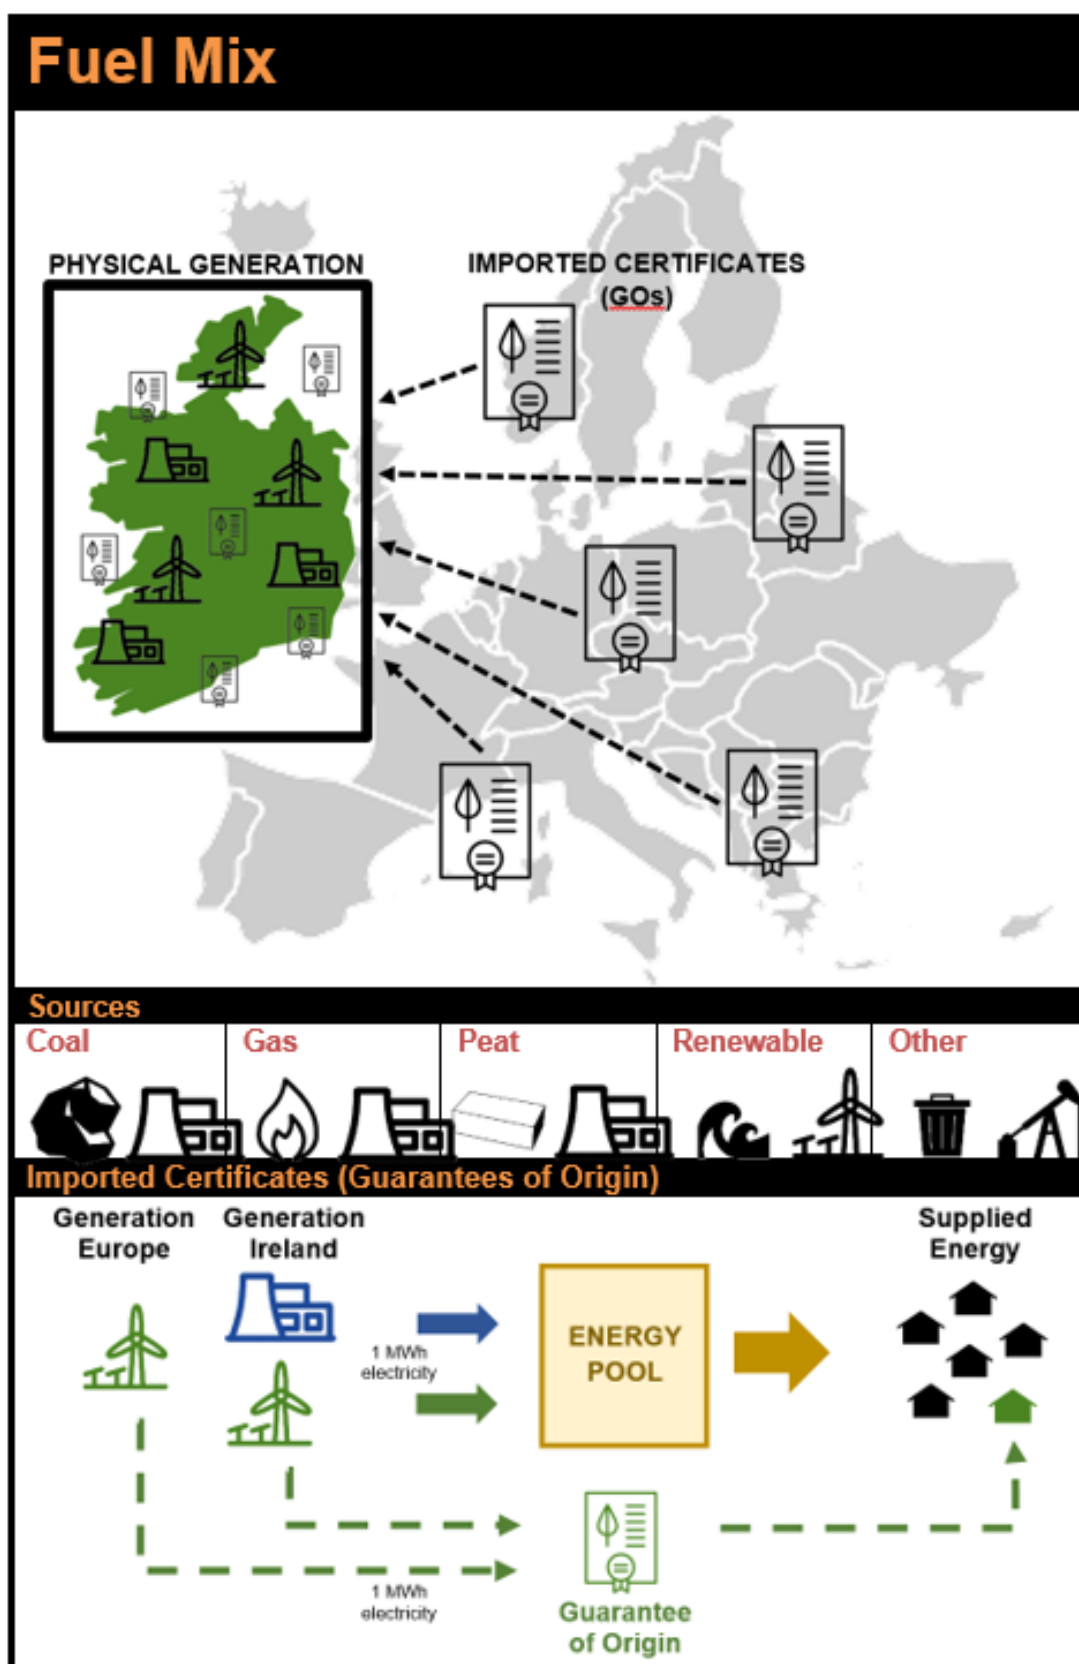 Fuel Mix
PHYSICAL GENERATION
IMPORTED CERTIFICATES
(GOs)
Sources
Coal
Gas
Peat
Renewable
Other
Imported Certificates (Guarantees of Origin)
Generation
Europe
Generation
Ireland
Supplied
Energy
1 MWh
electricity
ENERGY
POOL
1 MWh
electricity
Guarantee
of Origin